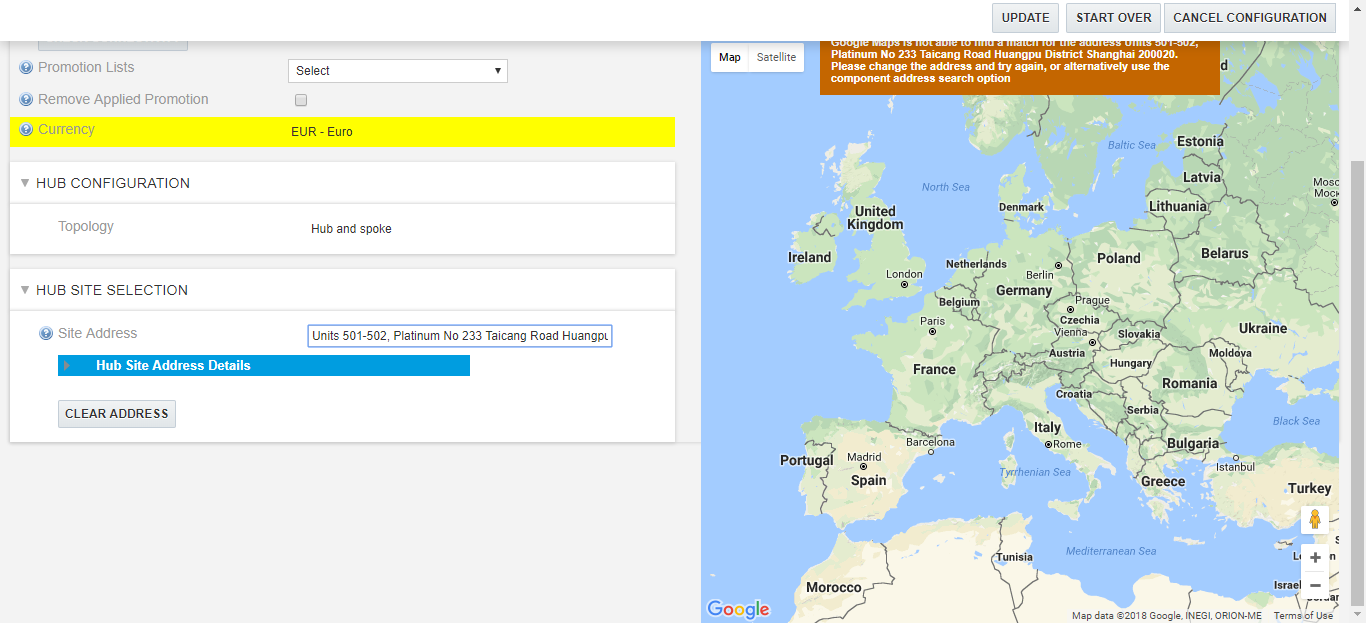 UPDATE
START OVER
CANCEL CONFIGURATION
Promotion Lists
Select
Remove Applied Promotion
Currency
EUR - Euro
HUB CONFIGURATION
Topology
Hub and spoke
HUB SITE SELECTION
Site Address
Units 501-502, Platinum No 233 Taicang Road Huangpu
Hub Site Address Details
CLEAR ADDRESS
Map
Satellite
Google Maps is not able to find a match for the address Units 501-502,
Platinum No 233 Taicang Road Huangpu District Shanghai 200020.
Please change the address and try again, or alternatively use the
component address search option
Baltic Sea
Estonia
North Sea
Latvia
Denmark
Lithuania
United
Kingdom
Ireland
Belarus
Poland
Netherlands
London
Berlin
Germany
Belgium
Prague
Paris
Czechia
Vienna
Slovakia
Ukraine
Austria
Moldova
France
Hungary
Romania
Croatia
Serbia
Black Sea
Italy
Barcelona
Rome
Bulgaria
Portugal
Madrid
Spain
Tyrrhenian Sea
Istanbul
Greece
Turkey
Tunisia
Mediterranean Sea
Morocco
Israel
Google
Map data ©2018 Google, INEGI, ORION-ME
Terms of Use